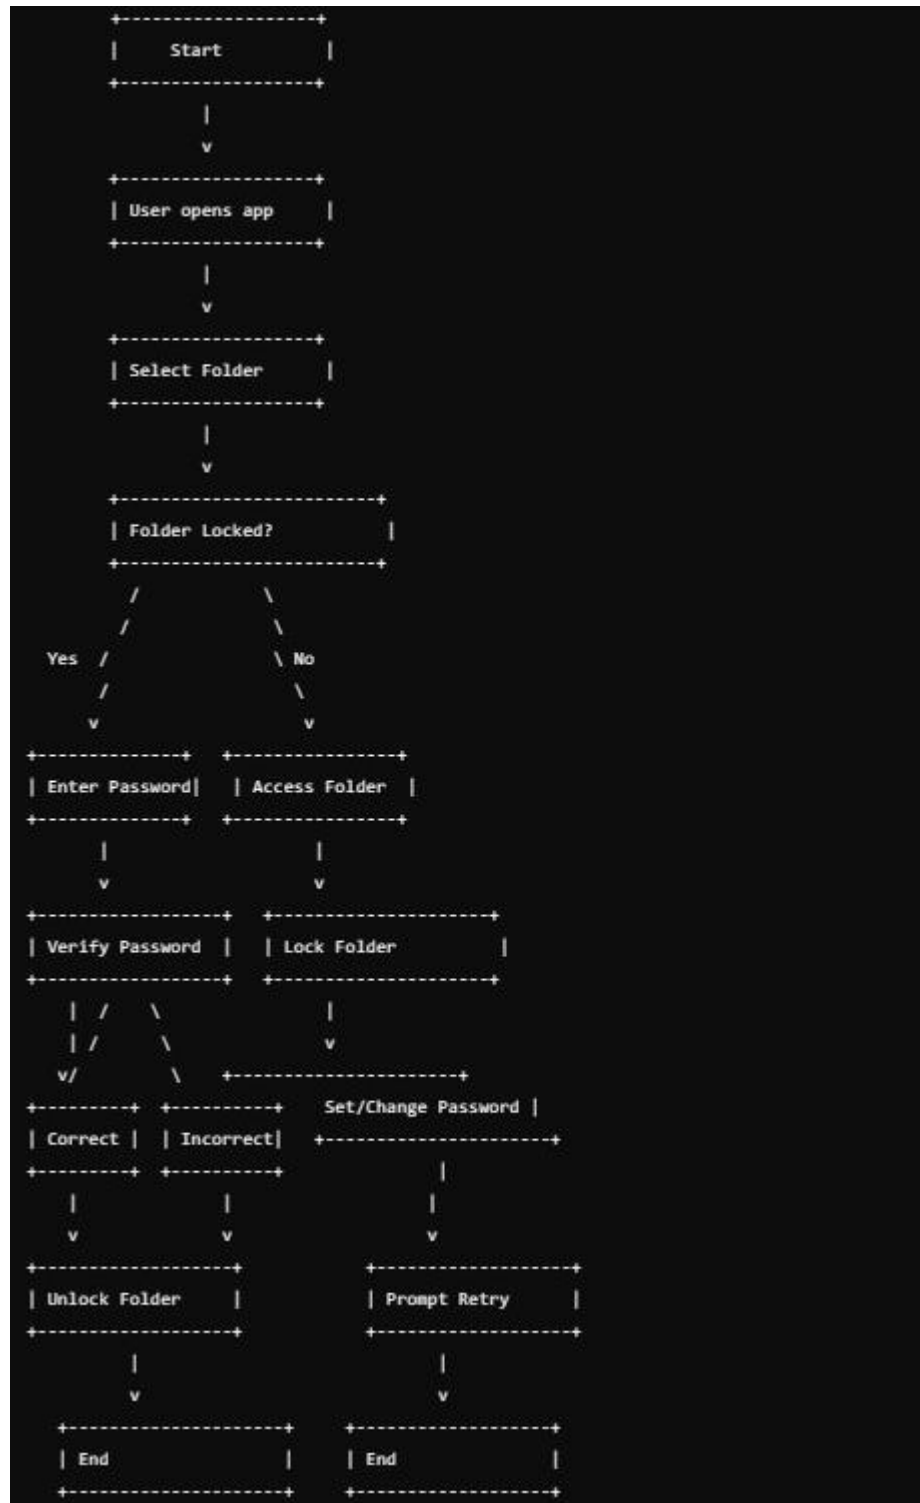 Start
User opens app
Select Folder
Folder Locked?
Yes No
Enter Password Access Folder
Verify Password Lock Folder
Set/Change Password
Correct Incorrect
Unlock Folder Prompt Retry
End End